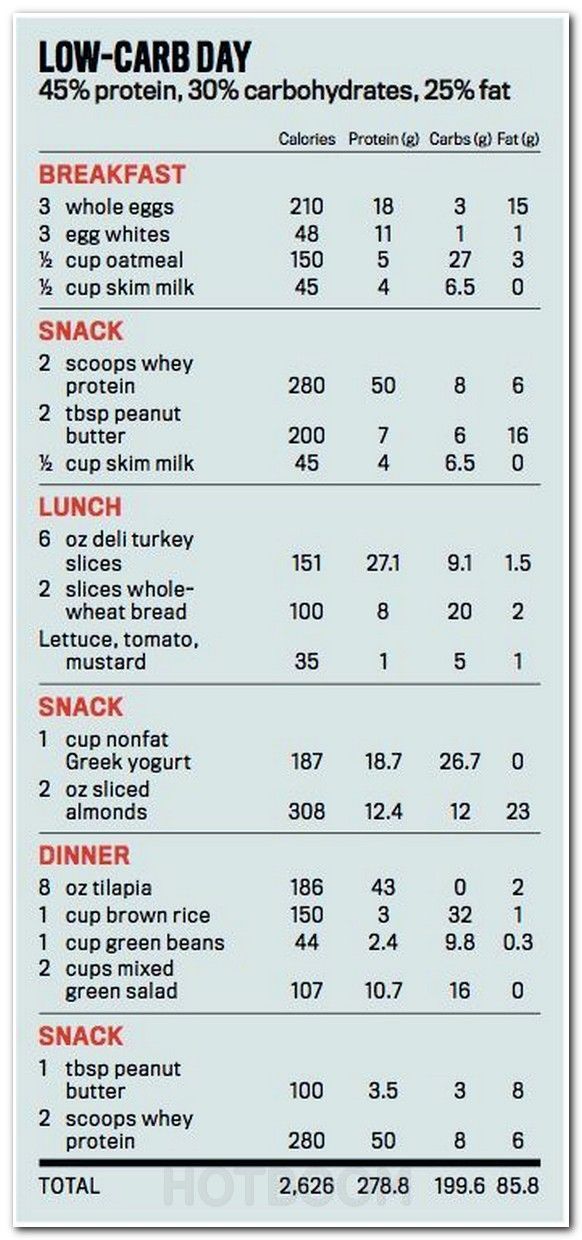 LOW-CARB DAY
45% protein, 30% carbohydrates, 25% fat
Calories Protein (g) Carbs (g) Fat (g)
BREAKFAST
3 whole eggs 210 18 3 15
3 egg whites 48 11 1 1
½ cup oatmeal 150 5 27 3
½ cup skim milk 45 4 6.5 0
SNACK
2 scoops whey
protein 280 50 8 6
2 tbsp peanut
butter 200 7 6 16
½ cup skim milk 45 4 6.5 0
LUNCH
6 oz deli turkey
slices 151 27.1 9.1 1.5
2 slices whole-
wheat bread 100 8 20 2
Lettuce, tomato,
mustard 35 1 5 1
SNACK
1 cup nonfat
Greek yogurt 187 18.7 26.7 0
2 oz sliced
almonds 308 12.4 12 23
DINNER
8 oz tilapia 186 43 0 2
1 cup brown rice 150 3 32 1
1 cup green beans 44 2.4 9.8 0.3
2 cups mixed
green salad 107 10.7 16 0
SNACK
1 tbsp peanut
butter 100 3.5 3 8
2 scoops whey
protein 280 50 8 6
TOTAL 2,626 278.8 199.6 85.8
HOTBOOM